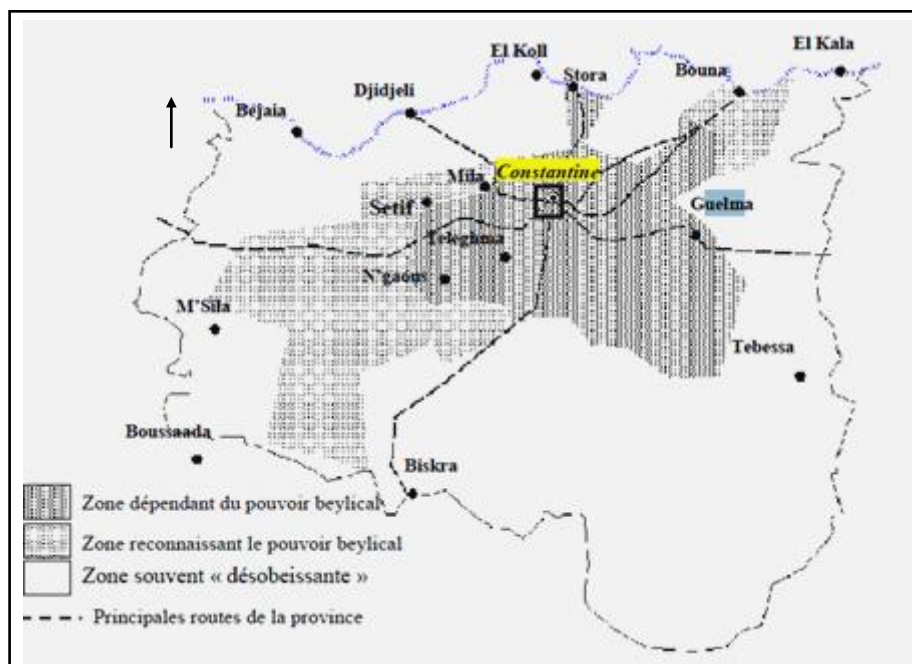 El Koll
El Kala
Stora
Bouna
Djidjeli
Béjaia
Constantine
Mila
Setif
Guelma
Teleghma
N'gaous
M'Sila
Tebessa
Boussaada
Biskra
Zone dépendant du pouvoir beylical
Zone reconnaissant le pouvoir beylical
Zone souvent « désobeissante »
Principales routes de la province